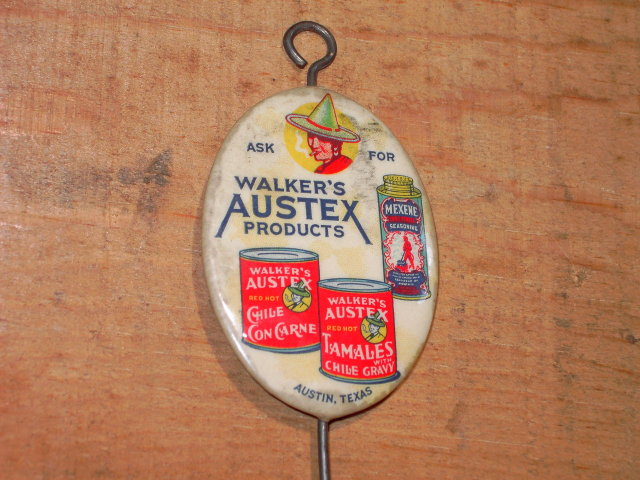 ASK FOR
WALKER'S
AUSTEX
PRODUCTS
MEXENE
SEASONING
WALKER'S
AUSTEX
RED HOT
CHILE
CON CARNE
WALKER'S
AUSTEX
RED HOT
TAMALES
WITH
CHILE GRAVY
AUSTIN, TEXAS